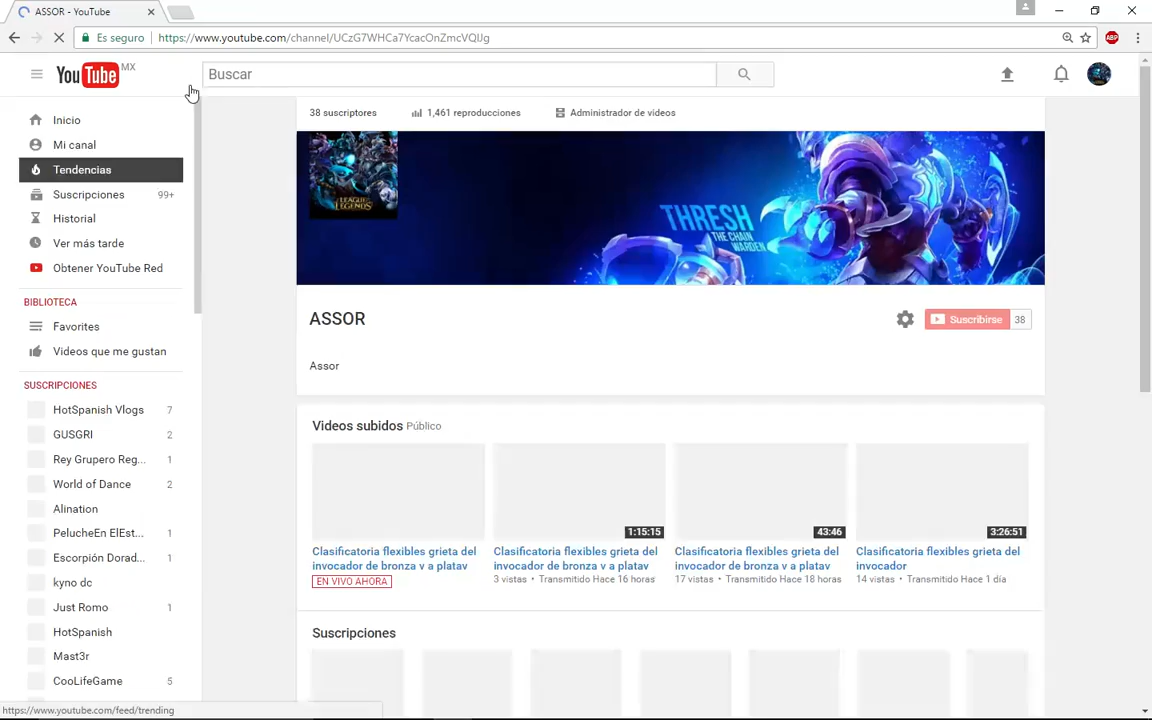 ASSOR - YouTube
Es seguro
https://www.youtube.com/channel/UCzG7WHCa7YcacOnZmcVQlJg
ABP
YouTube MX
Buscar
38 suscriptores
1,461 reproducciones
Administrador de videos
Inicio
Mi canal
Tendencias
Suscripciones 99+
Historial
Ver más tarde
Obtener YouTube Red
BIBLIOTECA
Favorites
Videos que me gustan
SUSCRIPCIONES
HotSpanish Vlogs 7
GUSGRI 2
Rey Grupero Reg... 1
World of Dance 2
Alination
PelucheEn ElEst... 1
Escorpión Dorad... 1
kyno dc
Just Romo 1
HotSpanish
Mast3r
CooLifeGame 5
LEAGUE OF LEGENDS
THRESH
THE CHAIN
WARDEN
ASSOR
Suscribirse 38
Assor
Videos subidos Público
1:15:15
43:46
3:26:51
Clasificatoria flexibles grieta del
invocador de bronza v a platav
EN VIVO AHORA
Clasificatoria flexibles grieta del
invocador de bronza v a platav
3 vistas • Transmitido Hace 16 horas
Clasificatoria flexibles grieta del
invocador de bronza v a platav
17 vistas • Transmitido Hace 18 horas
Clasificatoria flexibles grieta del
invocador
14 vistas • Transmitido Hace 1 día
Suscripciones
https://www.youtube.com/feed/trending